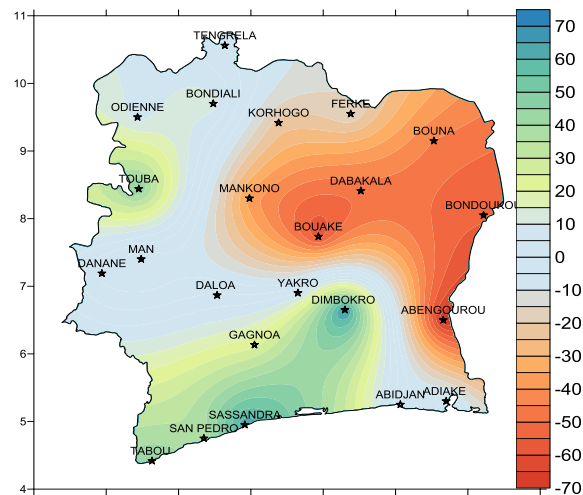 11
10
9
8
7
6
5
4
TENGRELA
BONDIALI
ODIENNE
KORHOGO
FERKE
BOUNA
TOUBA
MANKONO
DABAKALA
BONDOUKOU
BOUAKE
MAN
DANANE
DALOA
YAKRO
DIMBOKRO
ABENGOUROU
GAGNOA
ABIDJAN
ADIAKE
SASSANDRA
SAN PEDRO
TABOU
70
60
50
40
30
20
10
0
-10
-20
-30
-40
-50
-60
-70